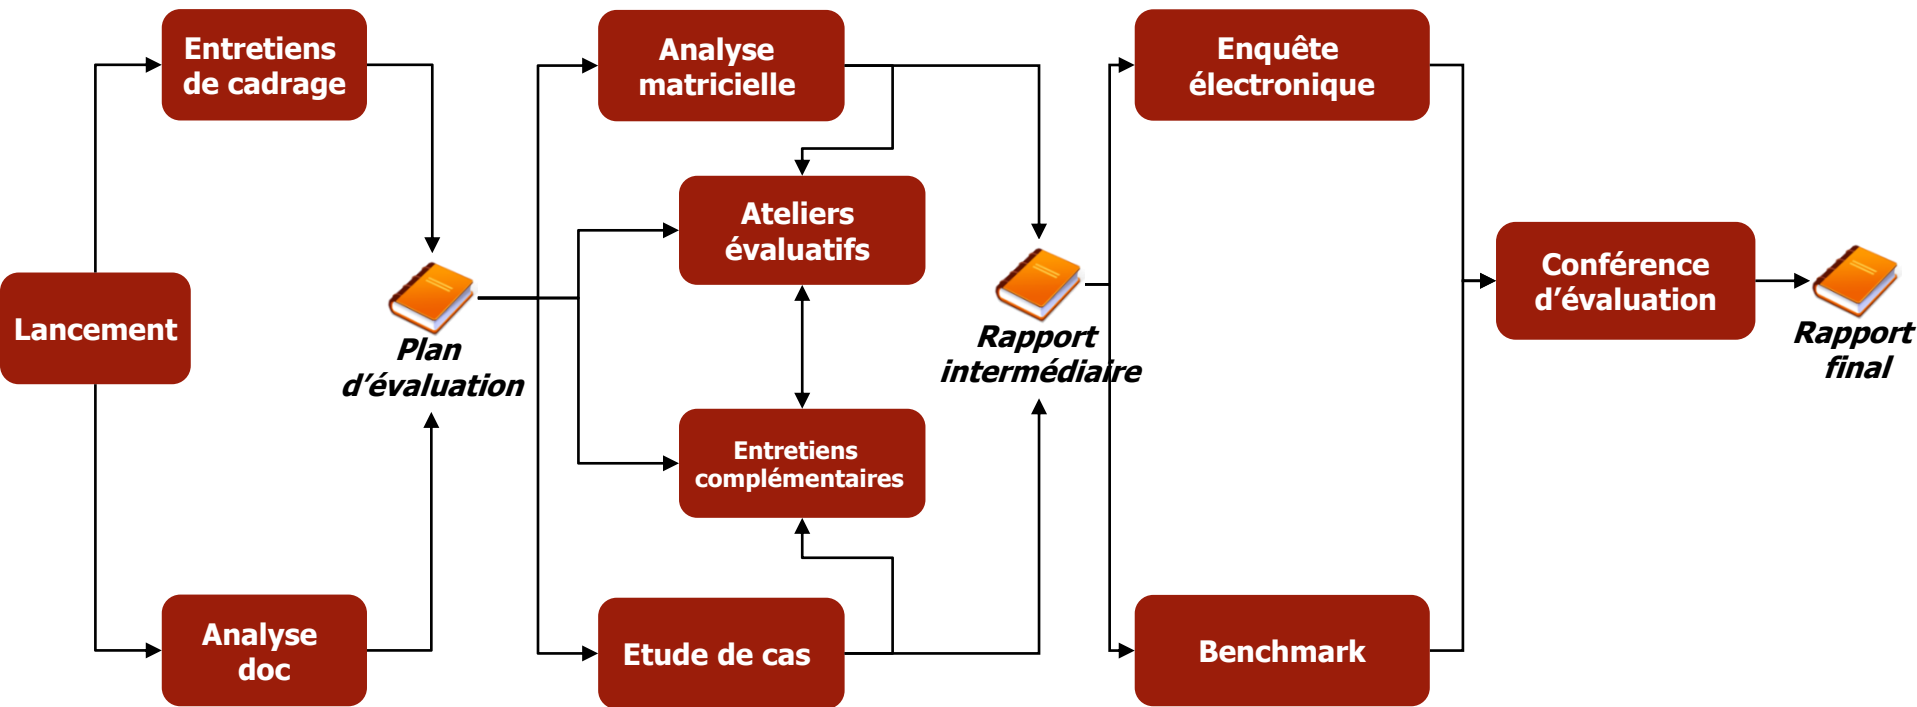 Lancement
Entretiens
de cadrage
Analyse
doc
Plan
d’évaluation
Analyse
matricielle
Ateliers
évaluatifs
Entretiens
complémentaires
Etude de cas
Rapport
intermédiaire
Enquête
électronique
Benchmark
Conférence
d’évaluation
Rapport
final